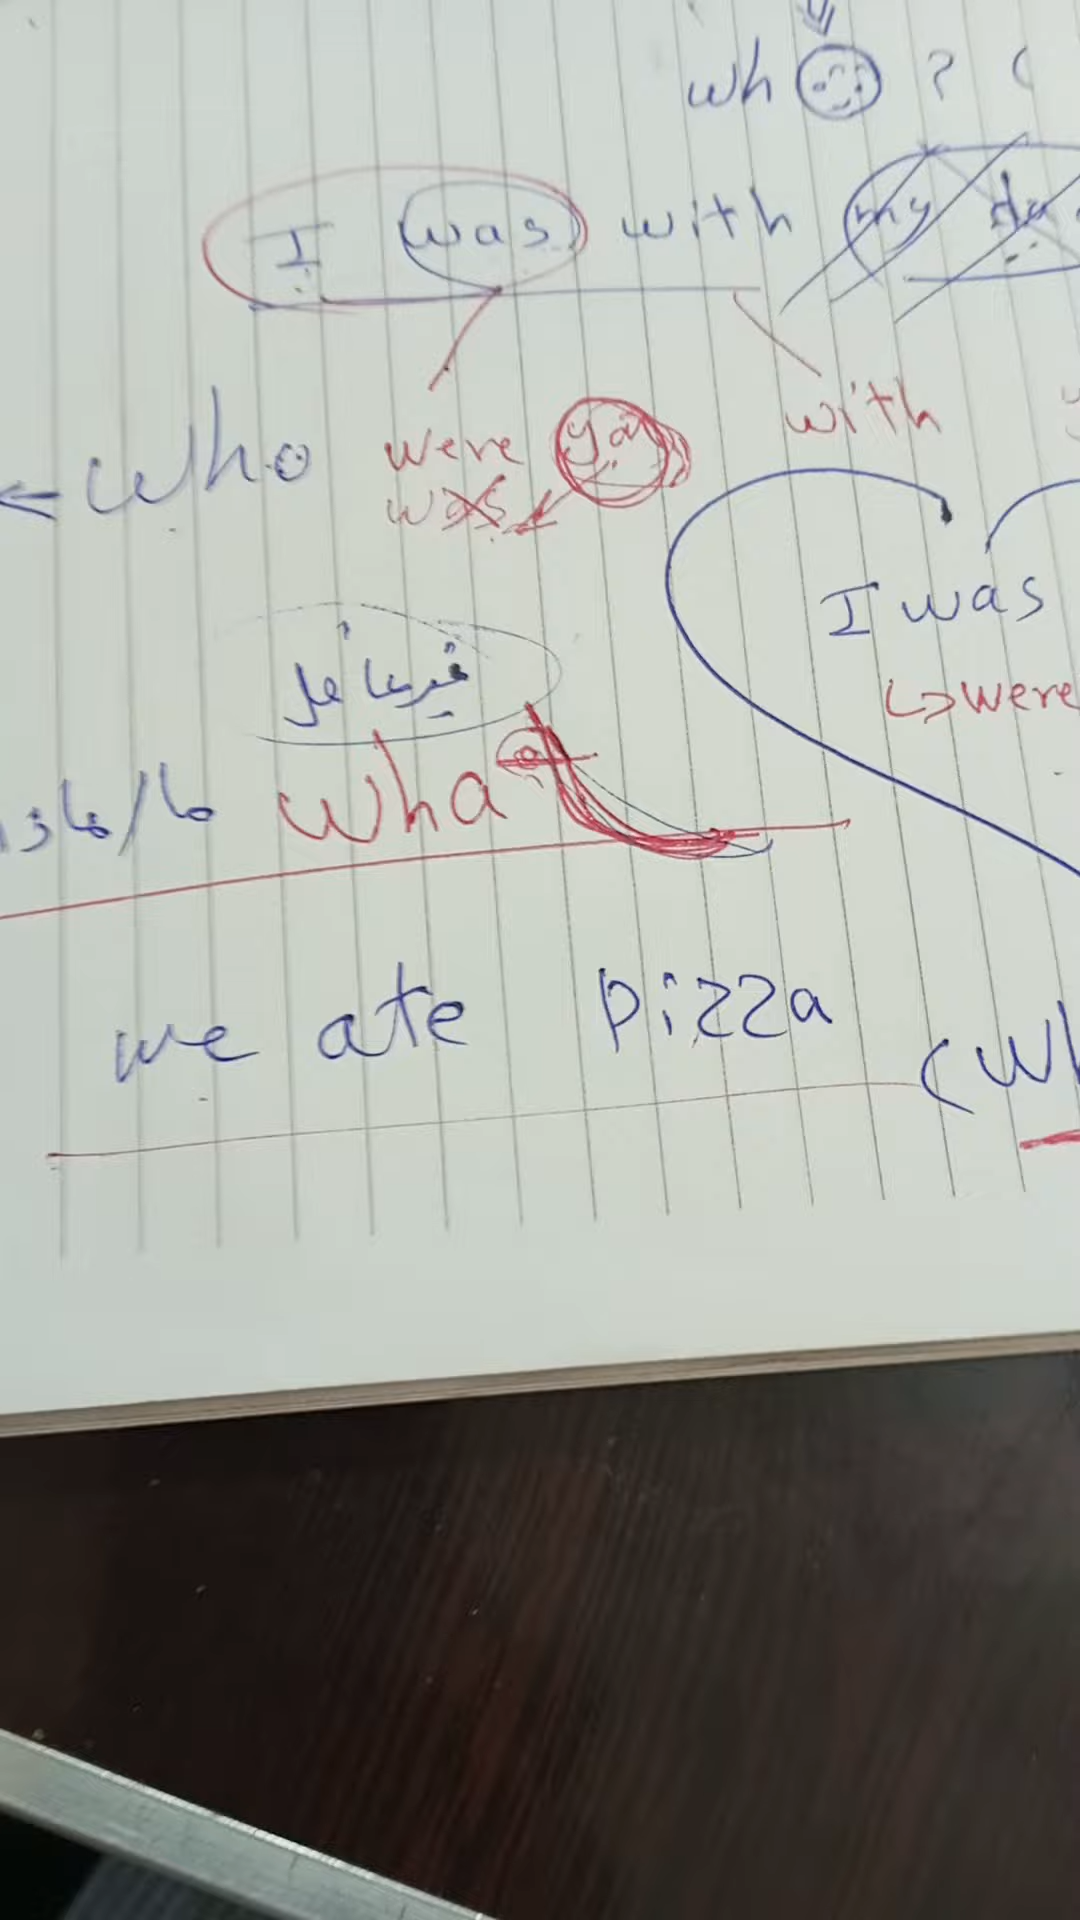 wh ?
I was with my
who were you with
was
I was
غير عاقل
were
ما/ماذا what
we ate pizza (wh